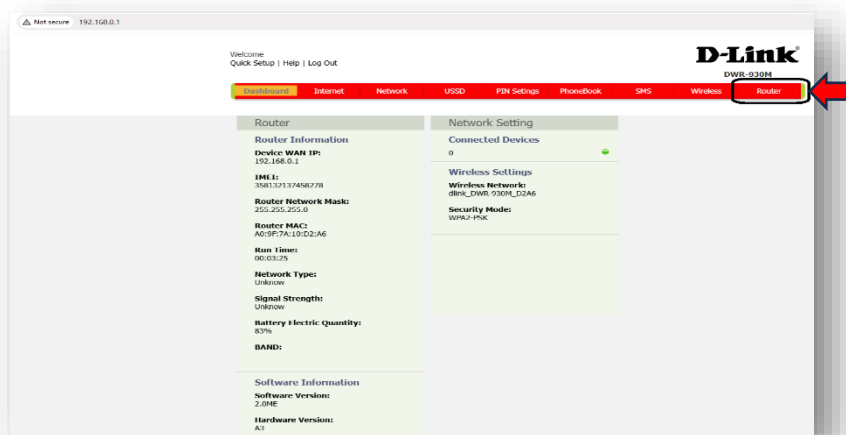 Not secure 192.168.0.1
Welcome
Quick Setup | Help | Log Out
D-Link
DWR-930M
Dashboard Internet Network USSD PIN Setings PhoneBook SMS Wireless Router
Router
Router Information
Device WAN IP:
192.168.0.1
IMEI:
358132137458278
Router Network Mask:
255.255.255.0
Router MAC:
A0:9F:7A:10:D2:A6
Run Time:
00:03:25
Network Type:
Unknow
Signal Strength:
Unknow
Battery Electric Quantity:
83%
BAND:
Software Information
Software Version:
2.0ME
Hardware Version:
A3
Network Setting
Connected Devices
0
Wireless Settings
Wireless Network:
dlink_DWR-930M_D2A6
Security Mode:
WPA2-PSK